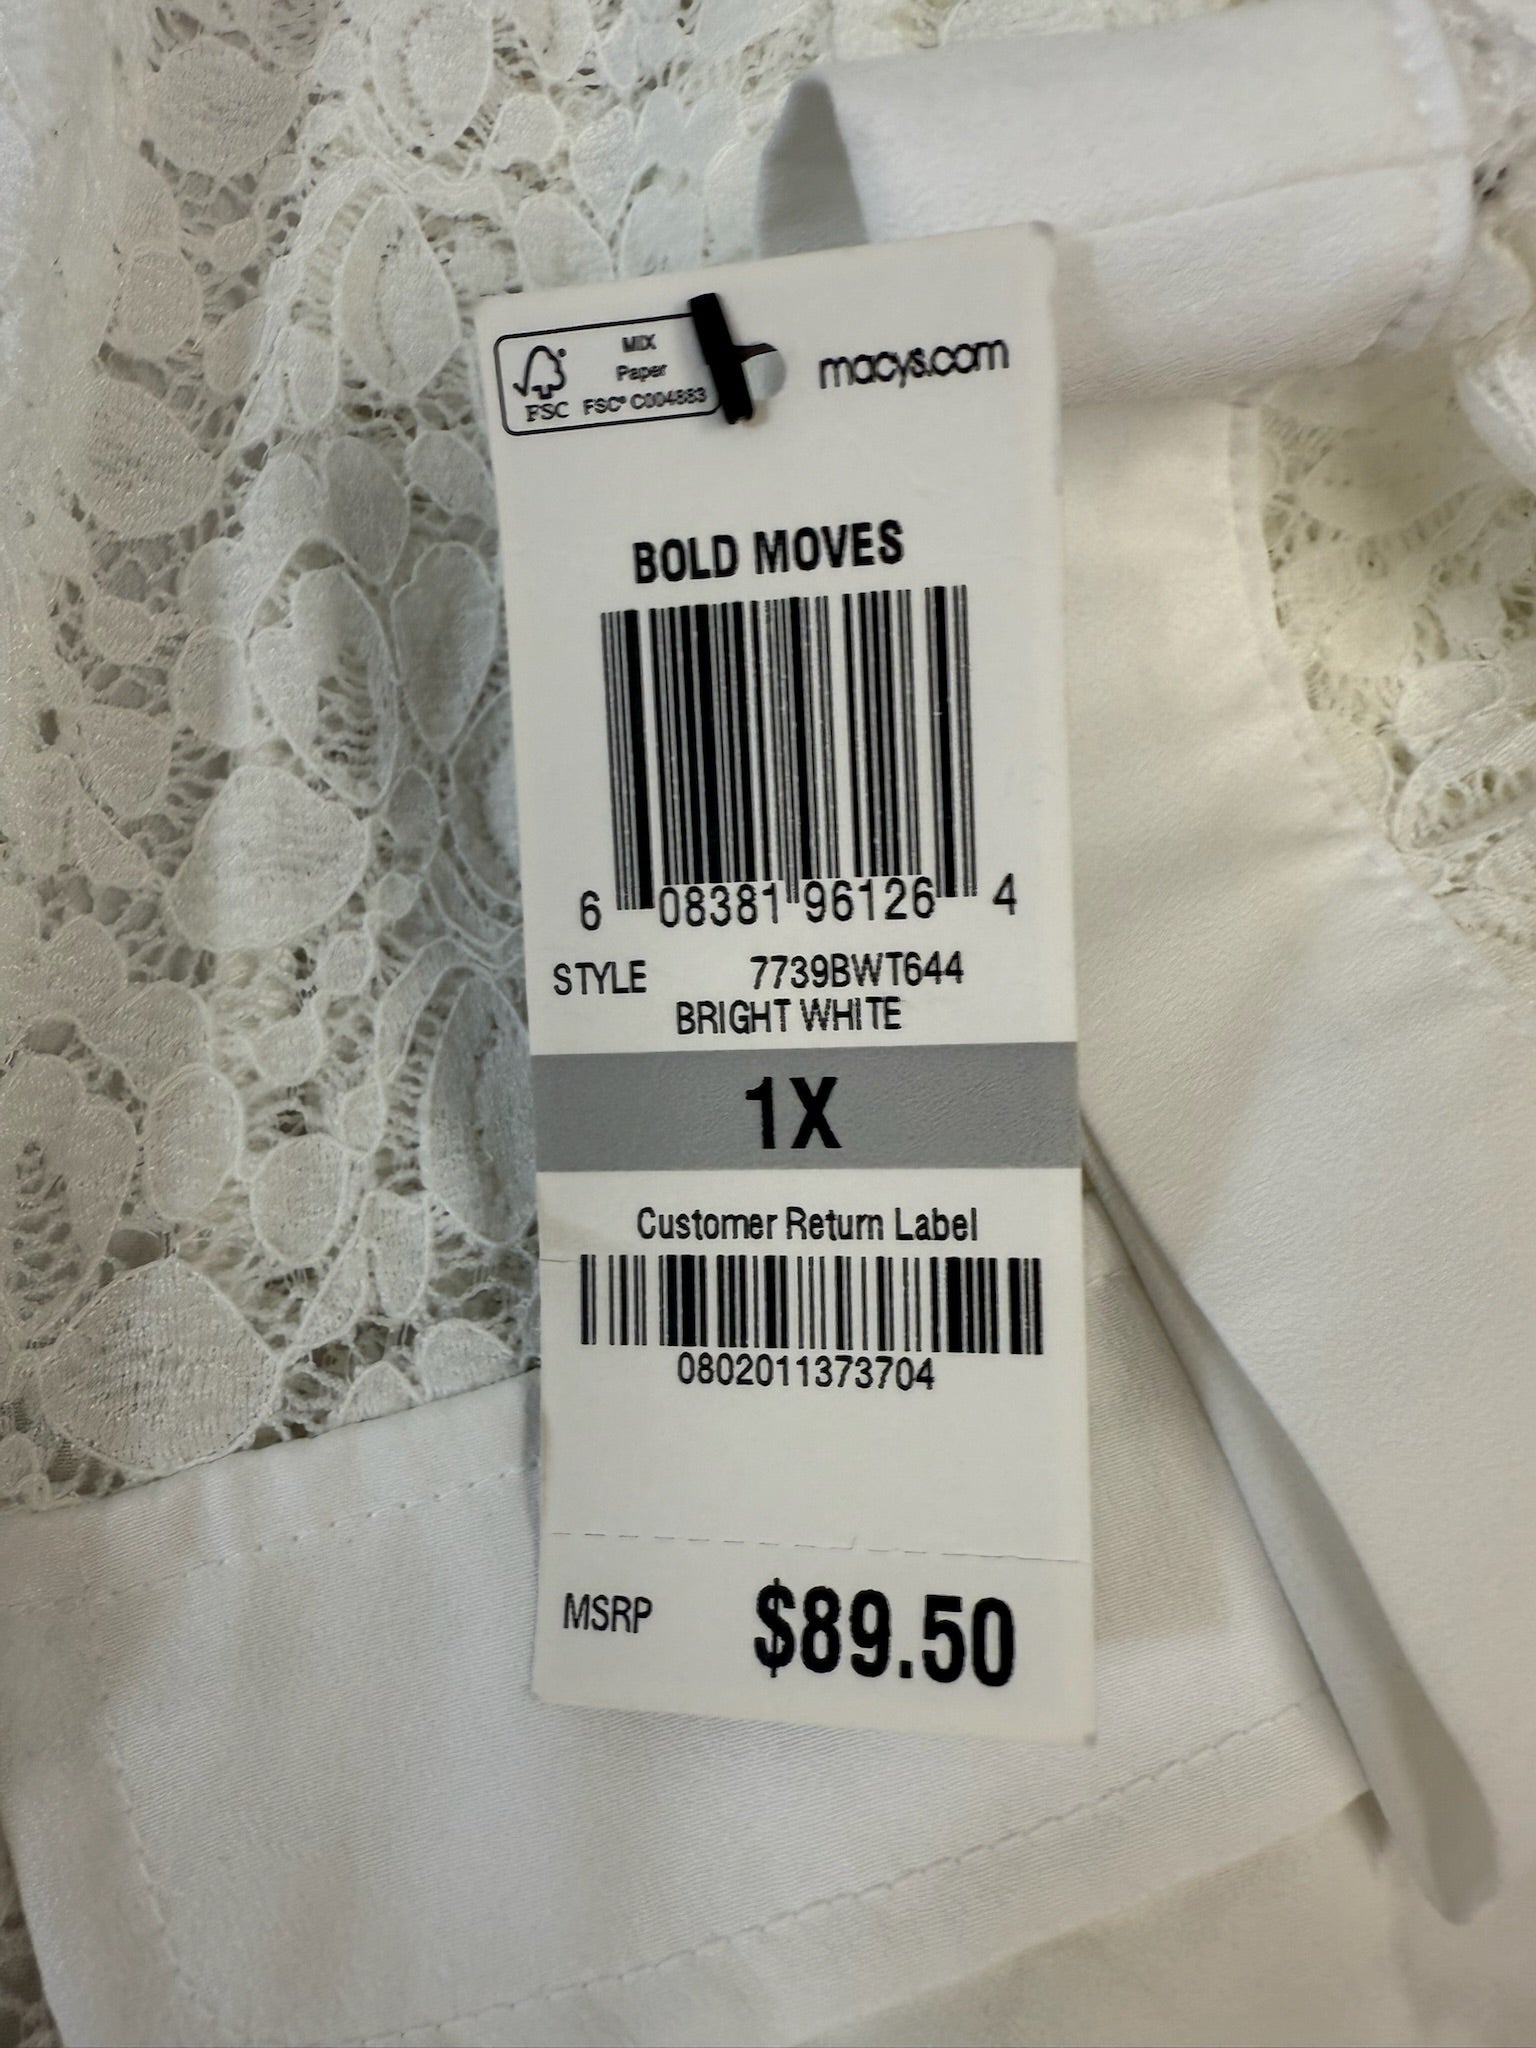 MIX
Paper
FSC FSC® C004883
macys.com
BOLD MOVES
6 08381 96126 4
STYLE 7739BWT644
BRIGHT WHITE
1X
Customer Return Label
0802011373704
MSRP $89.50